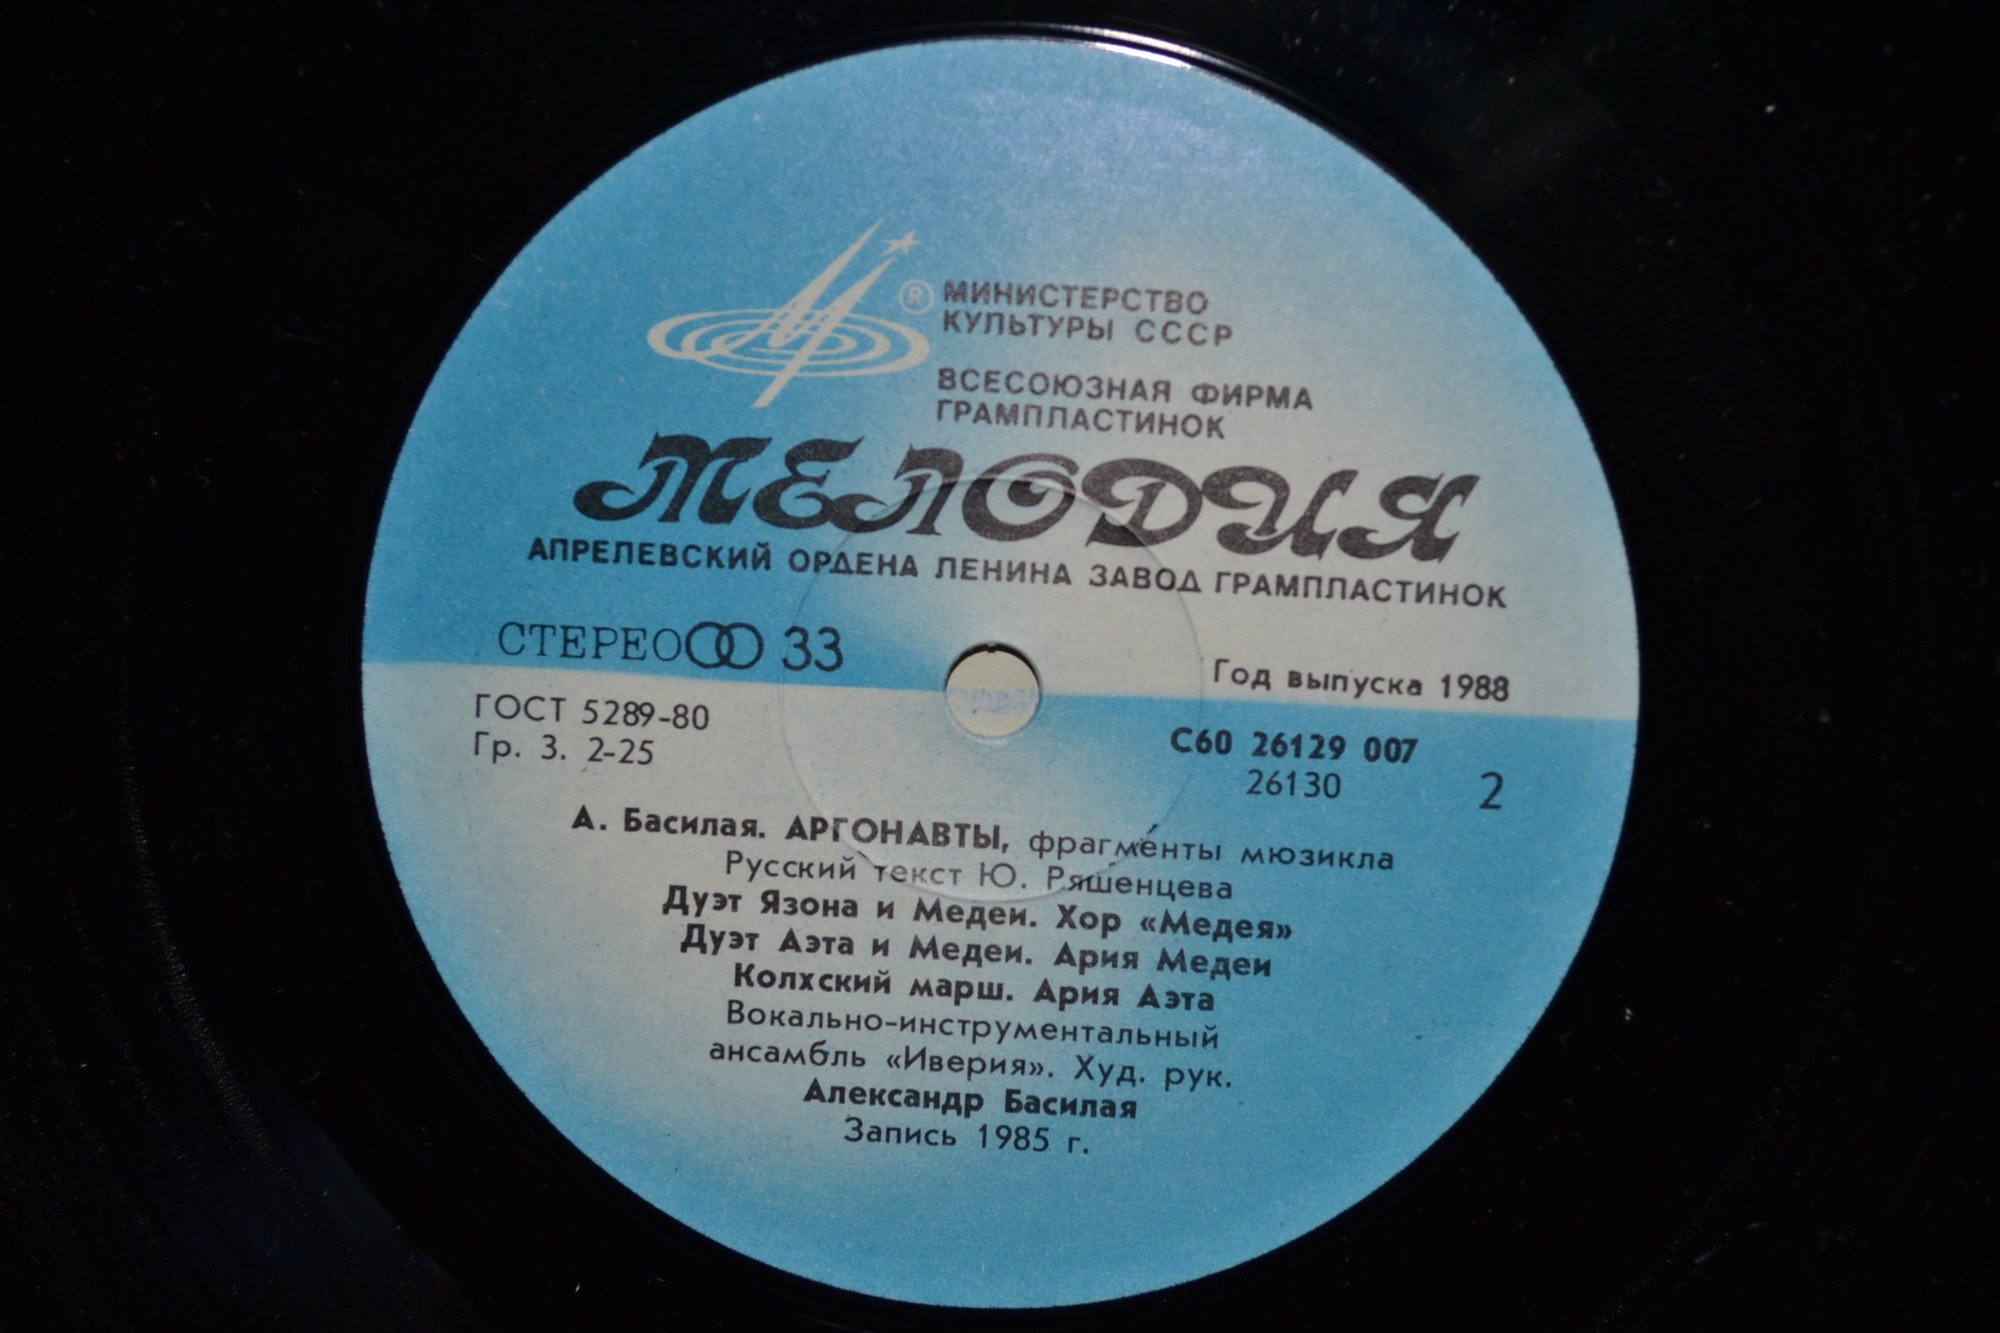 ® МИНИСТЕРСТВО
КУЛЬТУРЫ СССР
ВСЕСОЮЗНАЯ ФИРМА
ГРАМПЛАСТИНОК
МЕЛОДИЯ
АПРЕЛЕВСКИЙ ОРДЕНА ЛЕНИНА ЗАВОД ГРАМПЛАСТИНОК
СТЕРЕО 33
Год выпуска 1988
ГОСТ 5289-80
Гр. 3. 2-25
С60 26129 007
26130
2
А. Басилая. АРГОНАВТЫ, фрагменты мюзикла
Русский текст Ю. Ряшенцева
Дуэт Язона и Медеи. Хор «Медея»
Дуэт Аэта и Медеи. Ария Медеи
Колхский марш. Ария Аэта
Вокально-инструментальный
ансамбль «Иверия». Худ. рук.
Александр Басилая
Запись 1985 г.